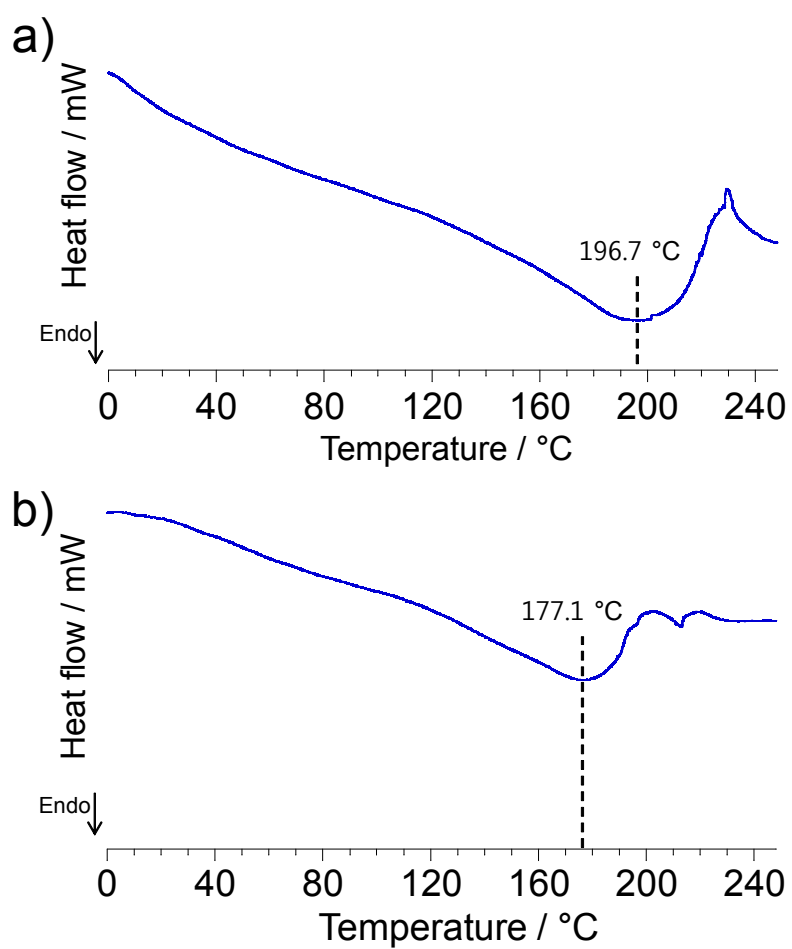 a)
Heat flow / mW
196.7 °C
Endo
0 40 80 120 160 200 240
Temperature / °C
b)
Heat flow / mW
177.1 °C
Endo
0 40 80 120 160 200 240
Temperature / °C